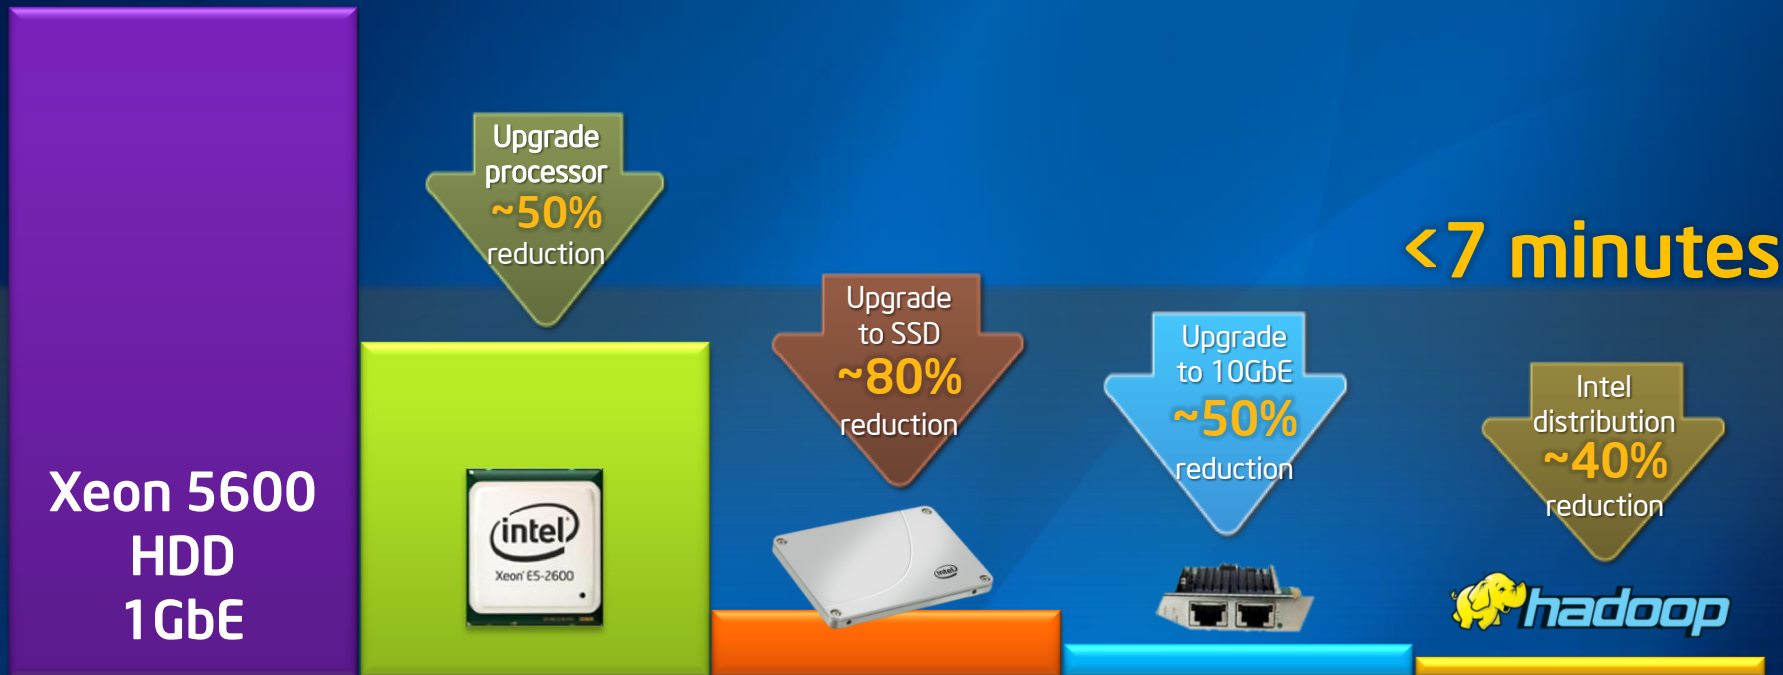 Xeon 5600
HDD
1GbE
Upgrade
processor
~50%
reduction
intel
Xeon® E5-2600
Upgrade
to SSD
~80%
reduction
intel
Upgrade
to 10GbE
~50%
reduction
<7 minutes
Intel
distribution
~40%
reduction
hadoop